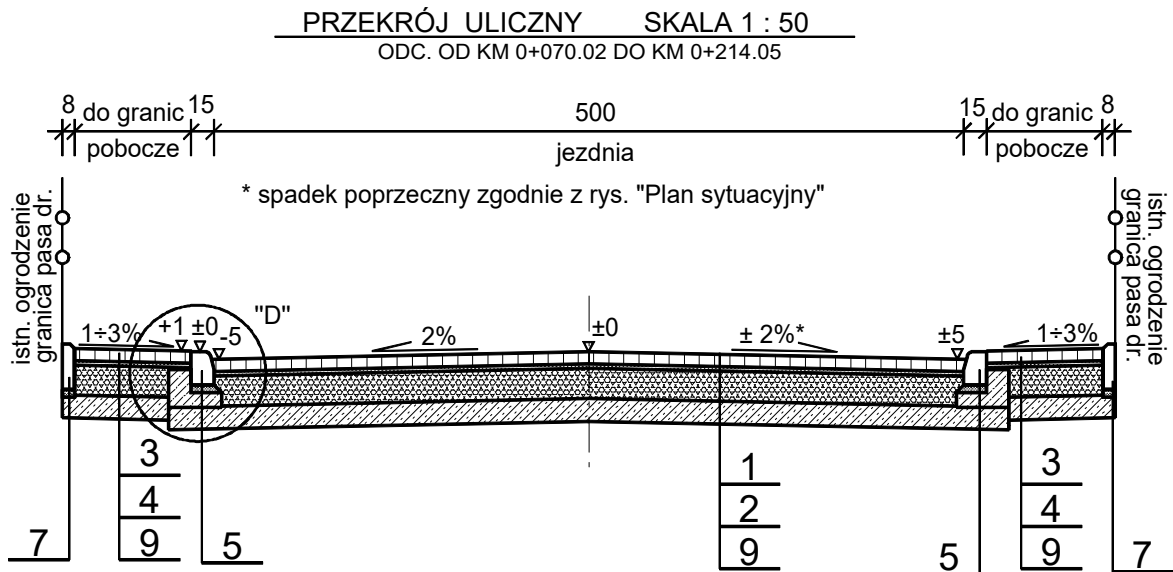 PRZEKRÓJ ULICZNY SKALA 1 : 50
ODC. OD KM 0+070.02 DO KM 0+214.05
8 do granic 15 500 15 do granic 8
pobocze jezdnia pobocze
* spadek poprzeczny zgodnie z rys. "Plan sytuacyjny"
istn. ogrodzenie
granica pasa dr.
istn. ogrodzenie
granica pasa dr.
"D"
1÷3% +1 ±0 -5 2% ±0 ± 2%* ±5 1÷3%
3 1 3
4 2 4
7 9 5 9 5 9 7